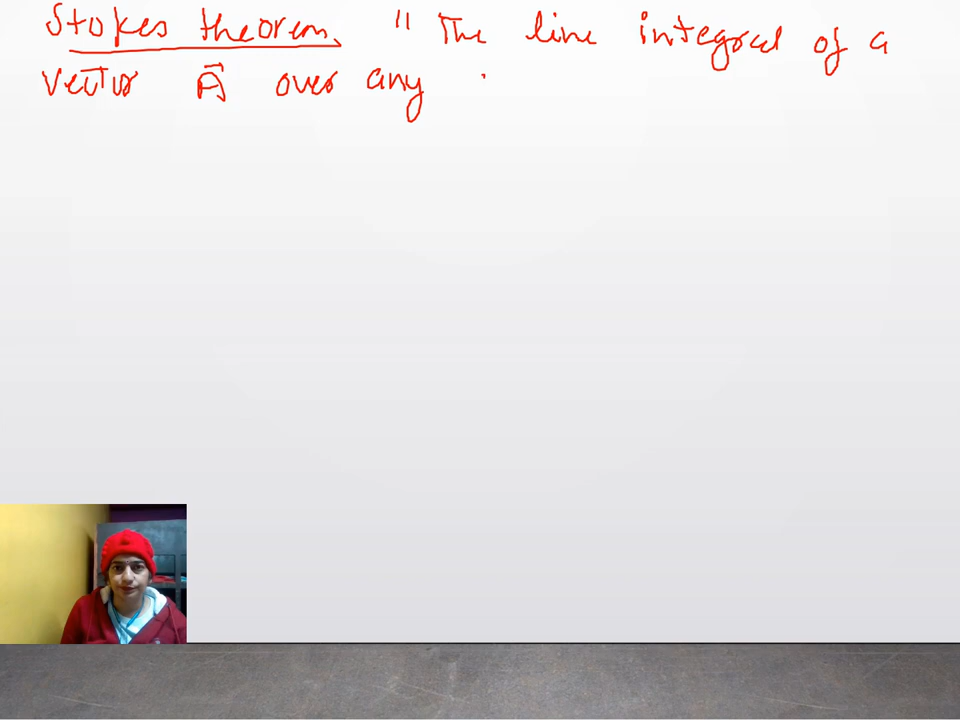 Stokes theorem, " The line integral of a
vector A⃗ over any